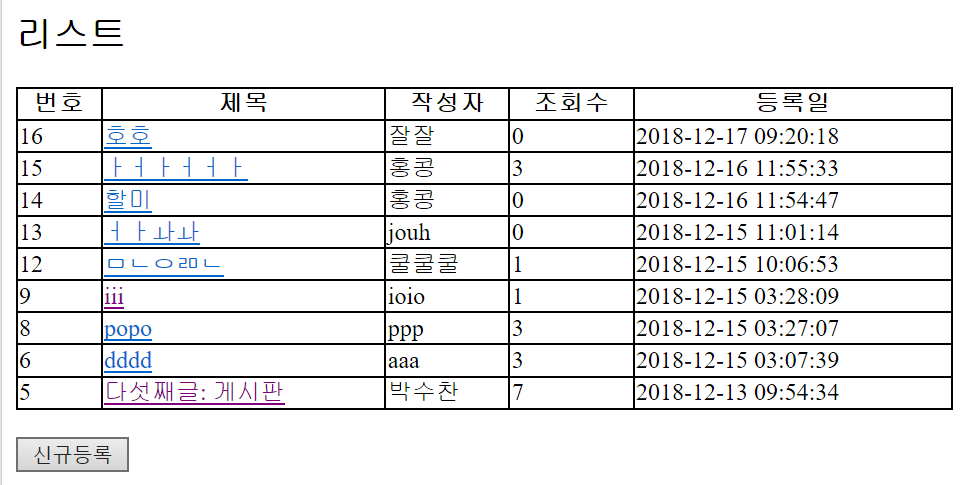 리스트
번호 제목 작성자 조회수 등록일
16 호호 잘잘 0 2018-12-17 09:20:18
15 ㅏㅓㅏㅓㅓㅏ 홍콩 3 2018-12-16 11:55:33
14 할미 홍콩 0 2018-12-16 11:54:47
13 ㅓㅏㅘㅘ jouh 0 2018-12-15 11:01:14
12 ㅁㄴㅇㄻㄴ 쿨쿨쿨 1 2018-12-15 10:06:53
9 iii ioio 1 2018-12-15 03:28:09
8 popo ppp 3 2018-12-15 03:27:07
6 dddd aaa 3 2018-12-15 03:07:39
5 다섯째글: 게시판 박수찬 7 2018-12-13 09:54:34
신규등록